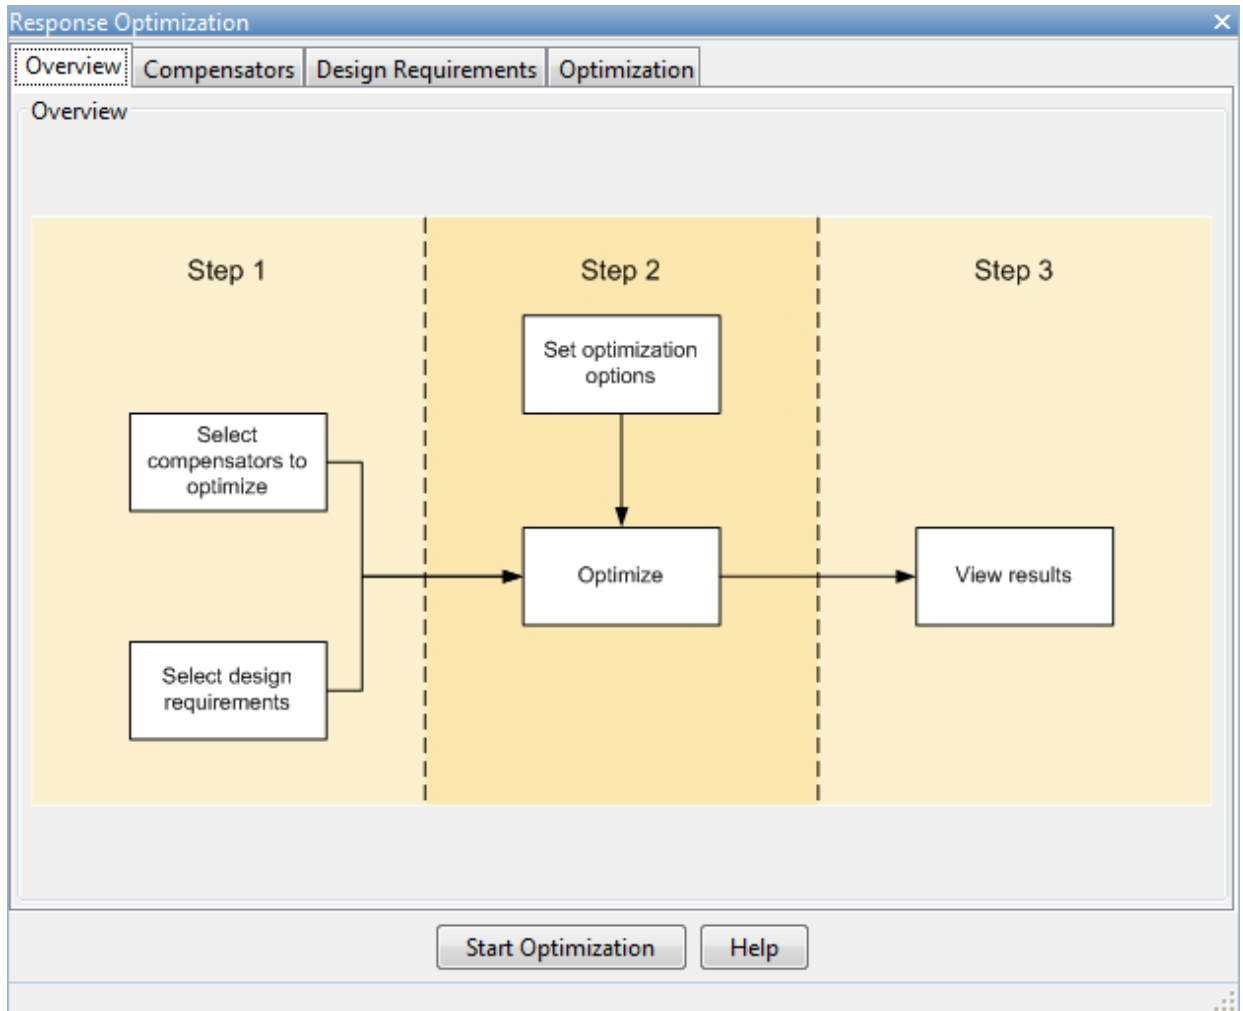 Response Optimization
Overview
Compensators
Design Requirements
Optimization
Overview
Step 1
Step 2
Step 3
Set optimization
options
Select
compensators to
optimize
Optimize
View results
Select design
requirements
Start Optimization
Help